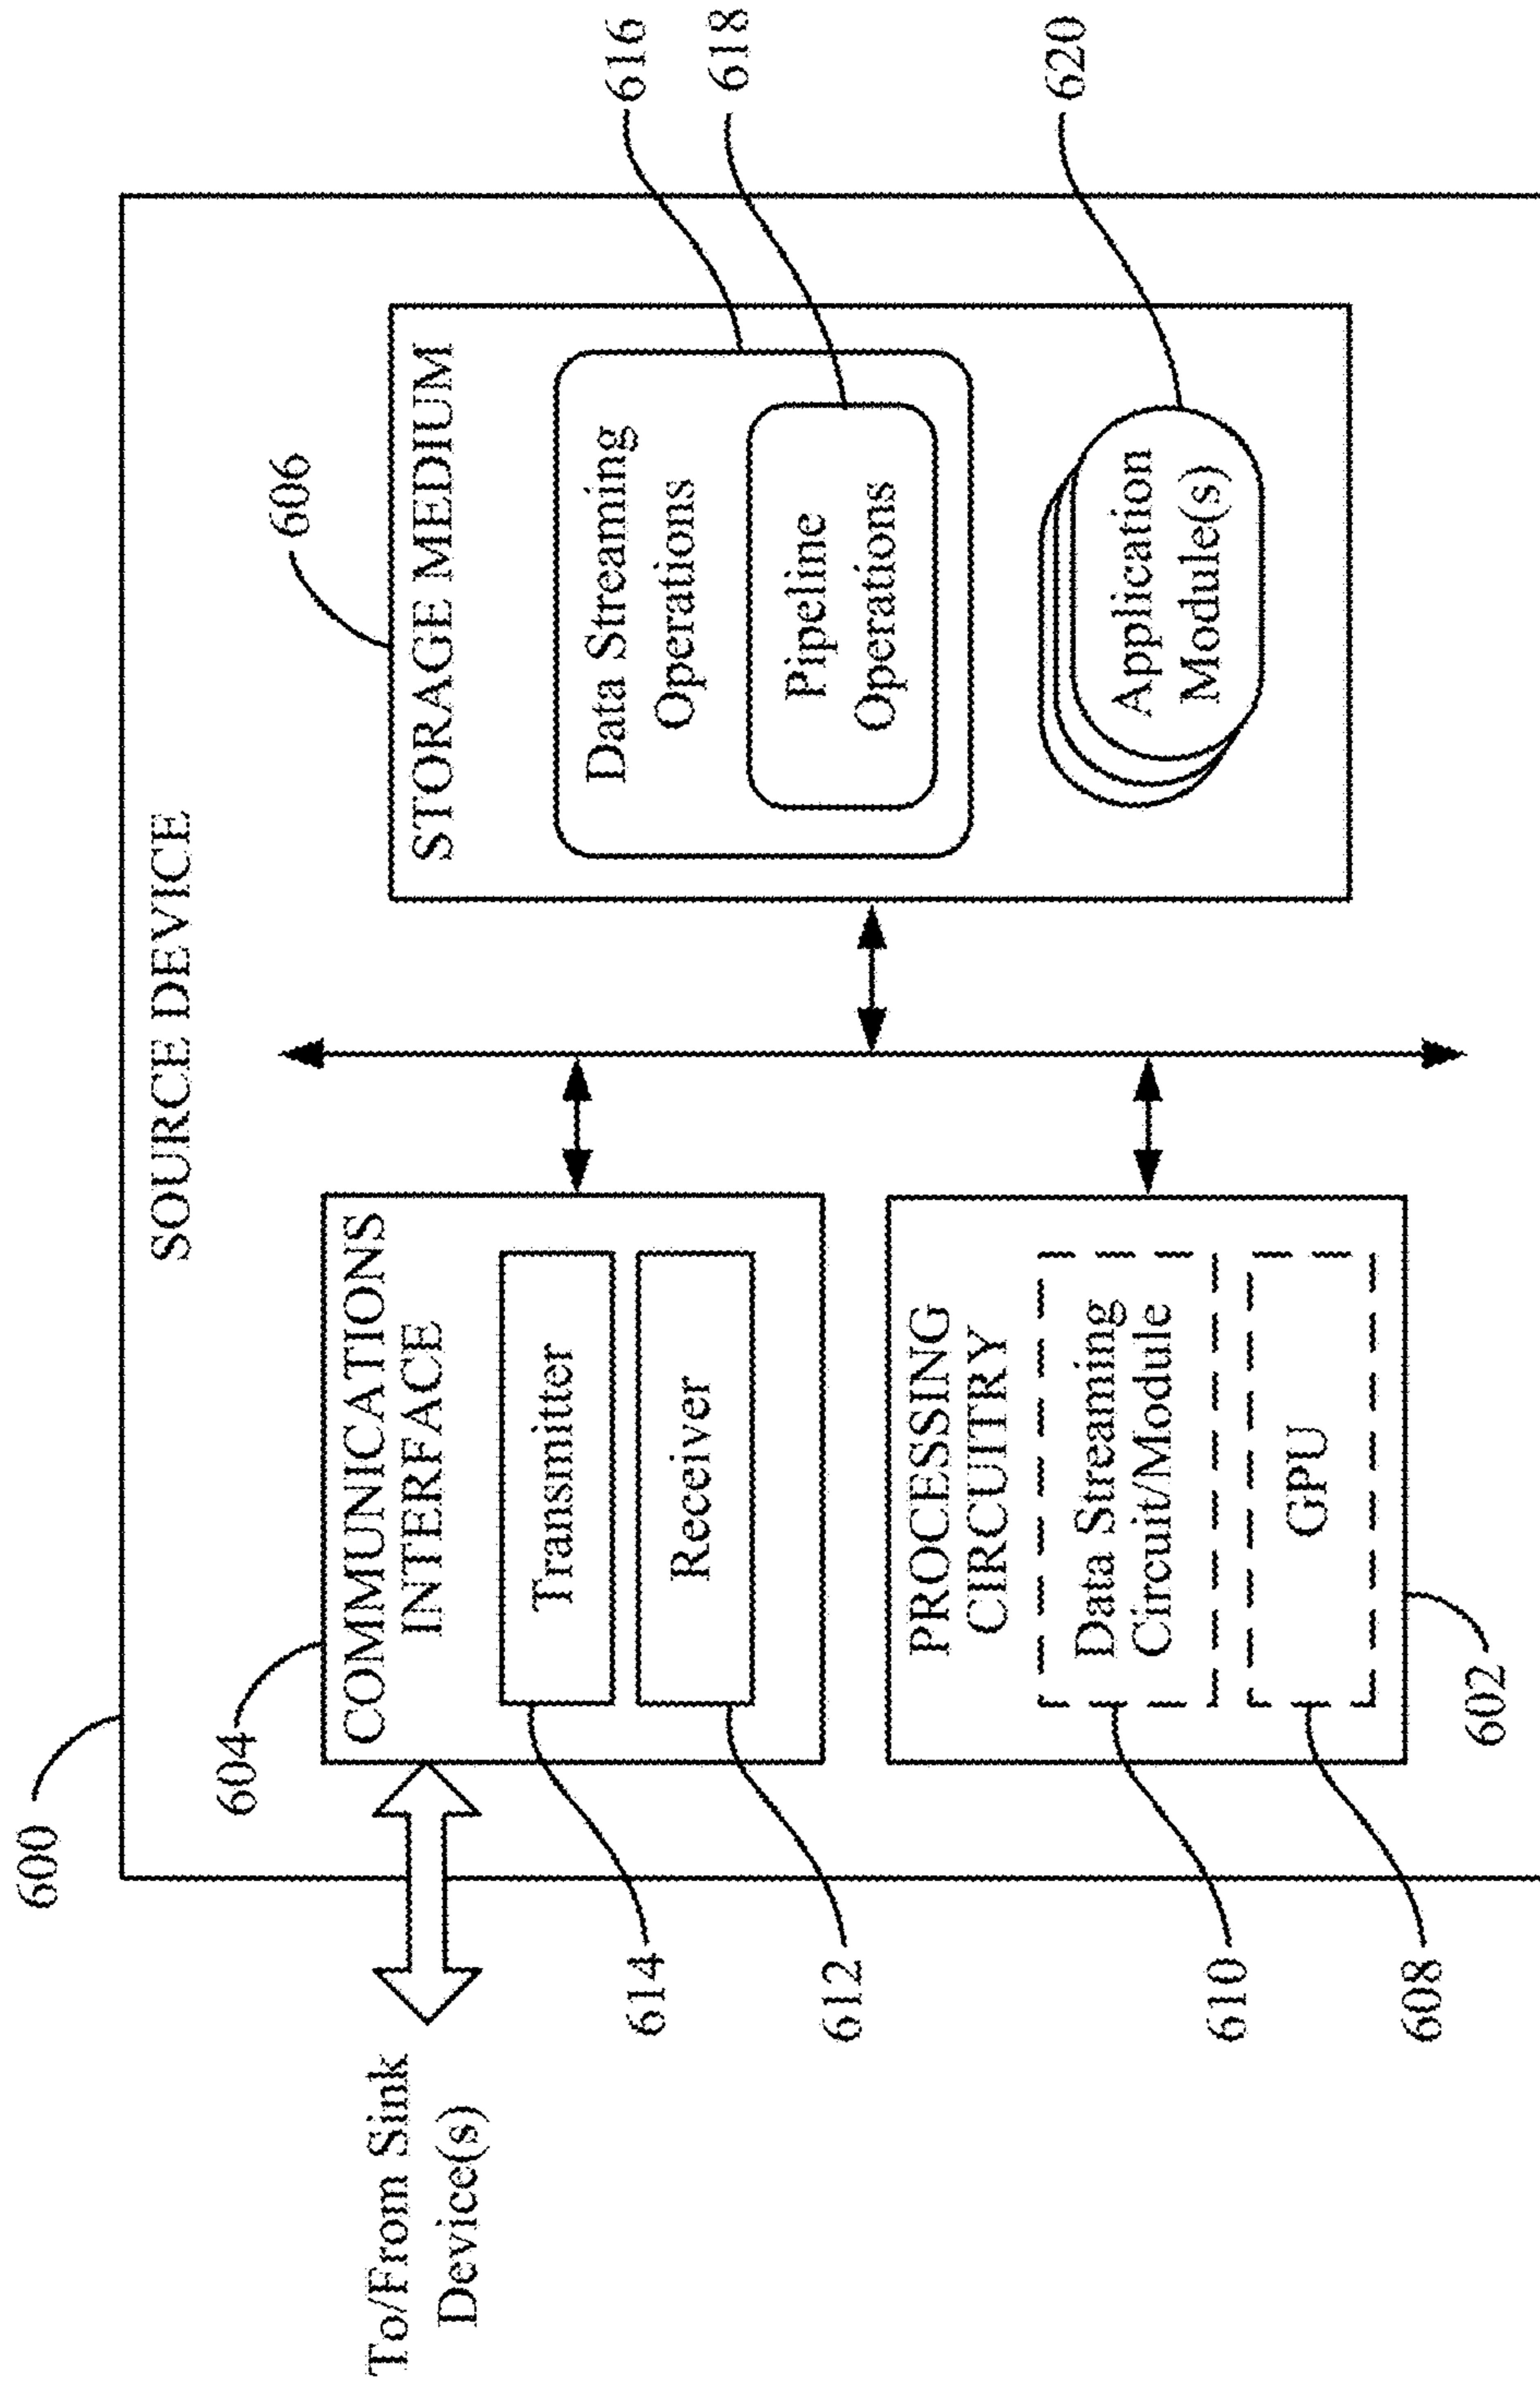 600
SOURCE DEVICE
604
606
To/From Sink
Device(s)
COMMUNICATIONS
INTERFACE
Transmitter
Receiver
614
612
STORAGE MEDIUM
Data Streaming
Operations
Pipeline
Operations
Application
Module(s)
616
618
620
PROCESSING
CIRCUITRY
Data Streaming
Circuit/Module
GPU
610
608
602